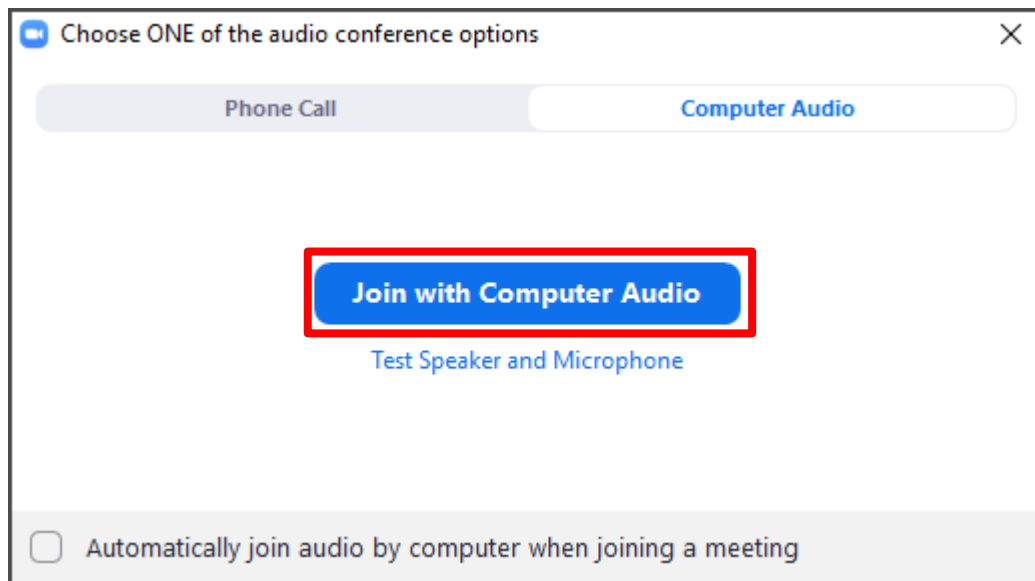 Choose ONE of the audio conference options
Phone Call
Computer Audio
Join with Computer Audio
Test Speaker and Microphone
Automatically join audio by computer when joining a meeting